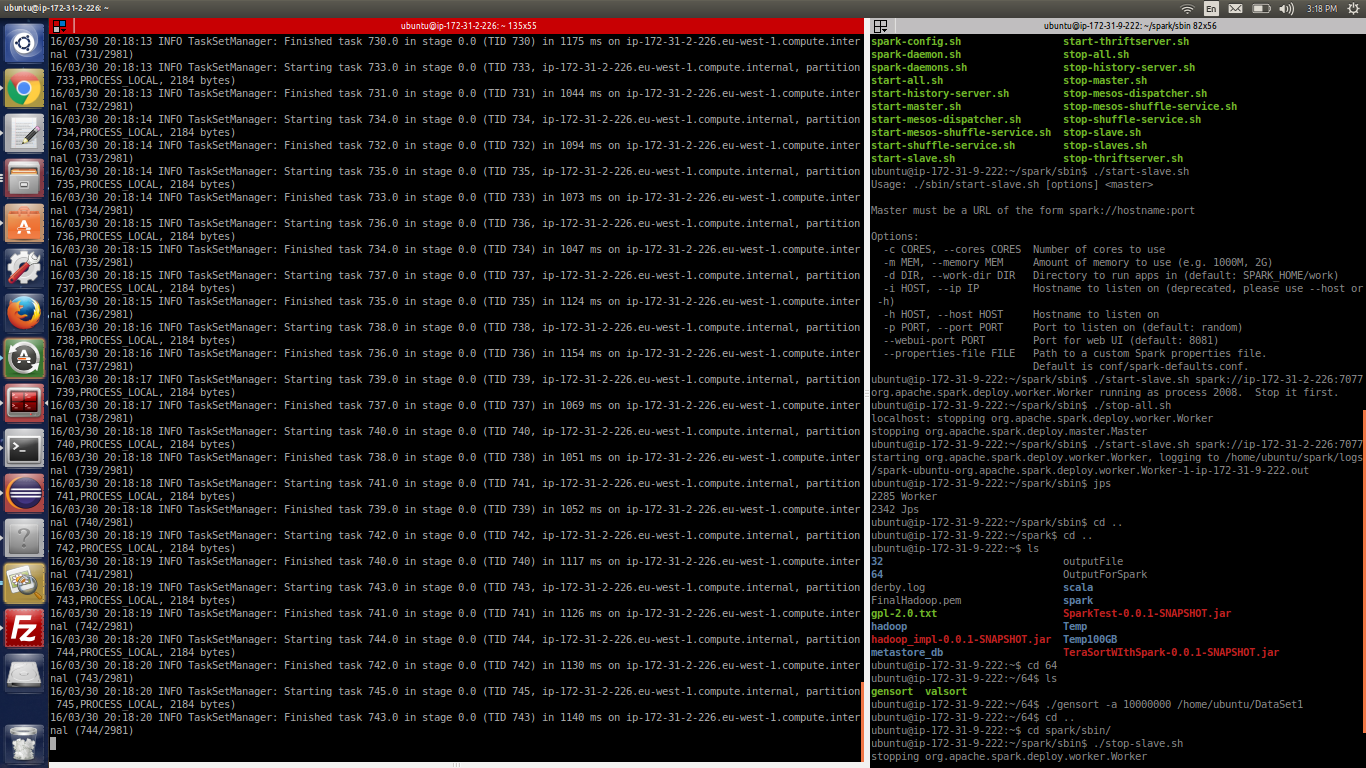 ubuntu@ip-172-31-2-226: ~
En
3:18 PM
ubuntu@ip-172-31-2-226: ~ 135x55
16/03/30 20:18:13 INFO TaskSetManager: Finished task 730.0 in stage 0.0 (TID 730) in 1175 ms on ip-172-31-2-226.eu-west-1.compute.inter
nal (731/2981)
16/03/30 20:18:13 INFO TaskSetManager: Starting task 733.0 in stage 0.0 (TID 733, ip-172-31-2-226.eu-west-1.compute.internal, partition
 733,PROCESS_LOCAL, 2184 bytes)
16/03/30 20:18:13 INFO TaskSetManager: Finished task 731.0 in stage 0.0 (TID 731) in 1044 ms on ip-172-31-2-226.eu-west-1.compute.inter
nal (732/2981)
16/03/30 20:18:14 INFO TaskSetManager: Starting task 734.0 in stage 0.0 (TID 734, ip-172-31-2-226.eu-west-1.compute.internal, partition
 734,PROCESS_LOCAL, 2184 bytes)
16/03/30 20:18:14 INFO TaskSetManager: Finished task 732.0 in stage 0.0 (TID 732) in 1094 ms on ip-172-31-2-226.eu-west-1.compute.inter
nal (733/2981)
16/03/30 20:18:14 INFO TaskSetManager: Starting task 735.0 in stage 0.0 (TID 735, ip-172-31-2-226.eu-west-1.compute.internal, partition
 735,PROCESS_LOCAL, 2184 bytes)
16/03/30 20:18:14 INFO TaskSetManager: Finished task 733.0 in stage 0.0 (TID 733) in 1073 ms on ip-172-31-2-226.eu-west-1.compute.inter
nal (734/2981)
16/03/30 20:18:15 INFO TaskSetManager: Starting task 736.0 in stage 0.0 (TID 736, ip-172-31-2-226.eu-west-1.compute.internal, partition
 736,PROCESS_LOCAL, 2184 bytes)
16/03/30 20:18:15 INFO TaskSetManager: Finished task 734.0 in stage 0.0 (TID 734) in 1047 ms on ip-172-31-2-226.eu-west-1.compute.inter
nal (735/2981)
16/03/30 20:18:15 INFO TaskSetManager: Starting task 737.0 in stage 0.0 (TID 737, ip-172-31-2-226.eu-west-1.compute.internal, partition
 737,PROCESS_LOCAL, 2184 bytes)
16/03/30 20:18:15 INFO TaskSetManager: Finished task 735.0 in stage 0.0 (TID 735) in 1124 ms on ip-172-31-2-226.eu-west-1.compute.inter
nal (736/2981)
16/03/30 20:18:16 INFO TaskSetManager: Starting task 738.0 in stage 0.0 (TID 738, ip-172-31-2-226.eu-west-1.compute.internal, partition
 738,PROCESS_LOCAL, 2184 bytes)
16/03/30 20:18:16 INFO TaskSetManager: Finished task 736.0 in stage 0.0 (TID 736) in 1154 ms on ip-172-31-2-226.eu-west-1.compute.inter
nal (737/2981)
16/03/30 20:18:17 INFO TaskSetManager: Starting task 739.0 in stage 0.0 (TID 739, ip-172-31-2-226.eu-west-1.compute.internal, partition
 739,PROCESS_LOCAL, 2184 bytes)
16/03/30 20:18:17 INFO TaskSetManager: Finished task 737.0 in stage 0.0 (TID 737) in 1069 ms on ip-172-31-2-226.eu-west-1.compute.inter
nal (738/2981)
16/03/30 20:18:18 INFO TaskSetManager: Starting task 740.0 in stage 0.0 (TID 740, ip-172-31-2-226.eu-west-1.compute.internal, partition
 740,PROCESS_LOCAL, 2184 bytes)
16/03/30 20:18:18 INFO TaskSetManager: Finished task 738.0 in stage 0.0 (TID 738) in 1051 ms on ip-172-31-2-226.eu-west-1.compute.inter
nal (739/2981)
16/03/30 20:18:18 INFO TaskSetManager: Starting task 741.0 in stage 0.0 (TID 741, ip-172-31-2-226.eu-west-1.compute.internal, partition
 741,PROCESS_LOCAL, 2184 bytes)
16/03/30 20:18:18 INFO TaskSetManager: Finished task 739.0 in stage 0.0 (TID 739) in 1052 ms on ip-172-31-2-226.eu-west-1.compute.inter
nal (740/2981)
16/03/30 20:18:19 INFO TaskSetManager: Starting task 742.0 in stage 0.0 (TID 742, ip-172-31-2-226.eu-west-1.compute.internal, partition
 742,PROCESS_LOCAL, 2184 bytes)
16/03/30 20:18:19 INFO TaskSetManager: Finished task 740.0 in stage 0.0 (TID 740) in 1117 ms on ip-172-31-2-226.eu-west-1.compute.inter
nal (741/2981)
16/03/30 20:18:19 INFO TaskSetManager: Starting task 743.0 in stage 0.0 (TID 743, ip-172-31-2-226.eu-west-1.compute.internal, partition
 743,PROCESS_LOCAL, 2184 bytes)
16/03/30 20:18:19 INFO TaskSetManager: Finished task 741.0 in stage 0.0 (TID 741) in 1126 ms on ip-172-31-2-226.eu-west-1.compute.inter
nal (742/2981)
16/03/30 20:18:20 INFO TaskSetManager: Starting task 744.0 in stage 0.0 (TID 744, ip-172-31-2-226.eu-west-1.compute.internal, partition
 744,PROCESS_LOCAL, 2184 bytes)
16/03/30 20:18:20 INFO TaskSetManager: Finished task 742.0 in stage 0.0 (TID 742) in 1130 ms on ip-172-31-2-226.eu-west-1.compute.inter
nal (743/2981)
16/03/30 20:18:20 INFO TaskSetManager: Starting task 745.0 in stage 0.0 (TID 745, ip-172-31-2-226.eu-west-1.compute.internal, partition
 745,PROCESS_LOCAL, 2184 bytes)
16/03/30 20:18:20 INFO TaskSetManager: Finished task 743.0 in stage 0.0 (TID 743) in 1140 ms on ip-172-31-2-226.eu-west-1.compute.inter
nal (744/2981)
ubuntu@ip-172-31-9-222: ~/spark/sbin 82x56
spark-config.sh start-thriftserver.sh
spark-daemon.sh stop-all.sh
spark-daemons.sh stop-history-server.sh
start-all.sh stop-master.sh
start-history-server.sh stop-mesos-dispatcher.sh
start-master.sh stop-mesos-shuffle-service.sh
start-mesos-dispatcher.sh stop-shuffle-service.sh
start-mesos-shuffle-service.sh stop-slave.sh
start-shuffle-service.sh stop-slaves.sh
start-slave.sh stop-thriftserver.sh
ubuntu@ip-172-31-9-222:~/spark/sbin$ ./start-slave.sh
Usage: ./sbin/start-slave.sh [options] <master>
Master must be a URL of the form spark://hostname:port
Options:
-c CORES, --cores CORES Number of cores to use
-m MEM, --memory MEM Amount of memory to use (e.g. 1000M, 2G)
-d DIR, --work-dir DIR Directory to run apps in (default: SPARK_HOME/work)
-i HOST, --ip IP Hostname to listen on (deprecated, please use --host or
-h)
-h HOST, --host HOST Hostname to listen on
-p PORT, --port PORT Port to listen on (default: random)
--webui-port PORT Port for web UI (default: 8081)
--properties-file FILE Path to a custom Spark properties file.
Default is conf/spark-defaults.conf.
ubuntu@ip-172-31-9-222:~/spark/sbin$ ./start-slave.sh spark://ip-172-31-2-226:7077
org.apache.spark.deploy.worker.Worker running as process 2008. Stop it first.
ubuntu@ip-172-31-9-222:~/spark/sbin$ ./stop-all.sh
localhost: stopping org.apache.spark.deploy.worker.Worker
stopping org.apache.spark.deploy.master.Master
ubuntu@ip-172-31-9-222:~/spark/sbin$ ./start-slave.sh spark://ip-172-31-2-226:7077
starting org.apache.spark.deploy.worker.Worker, logging to /home/ubuntu/spark/logs
/spark-ubuntu-org.apache.spark.deploy.worker.Worker-1-ip-172-31-9-222.out
ubuntu@ip-172-31-9-222:~/spark/sbin$ jps
2285 Worker
2342 Jps
ubuntu@ip-172-31-9-222:~/spark/sbin$ cd ..
ubuntu@ip-172-31-9-222:~/spark$ cd ..
ubuntu@ip-172-31-9-222:~$ ls
32 outputFile
64 OutputForSpark
derby.log scala
FinalHadoop.pem spark
gpl-2.0.txt SparkTest-0.0.1-SNAPSHOT.jar
hadoop Temp
hadoop_impl-0.0.1-SNAPSHOT.jar Temp100GB
metastore_db TeraSortWIthSpark-0.0.1-SNAPSHOT.jar
ubuntu@ip-172-31-9-222:~$ cd 64
ubuntu@ip-172-31-9-222:~/64$ ls
gensort valsort
ubuntu@ip-172-31-9-222:~/64$ ./gensort -a 10000000 /home/ubuntu/DataSet1
ubuntu@ip-172-31-9-222:~/64$ cd ..
ubuntu@ip-172-31-9-222:~$ cd spark/sbin/
ubuntu@ip-172-31-9-222:~/spark/sbin$ ./stop-slave.sh
stopping org.apache.spark.deploy.worker.Worker